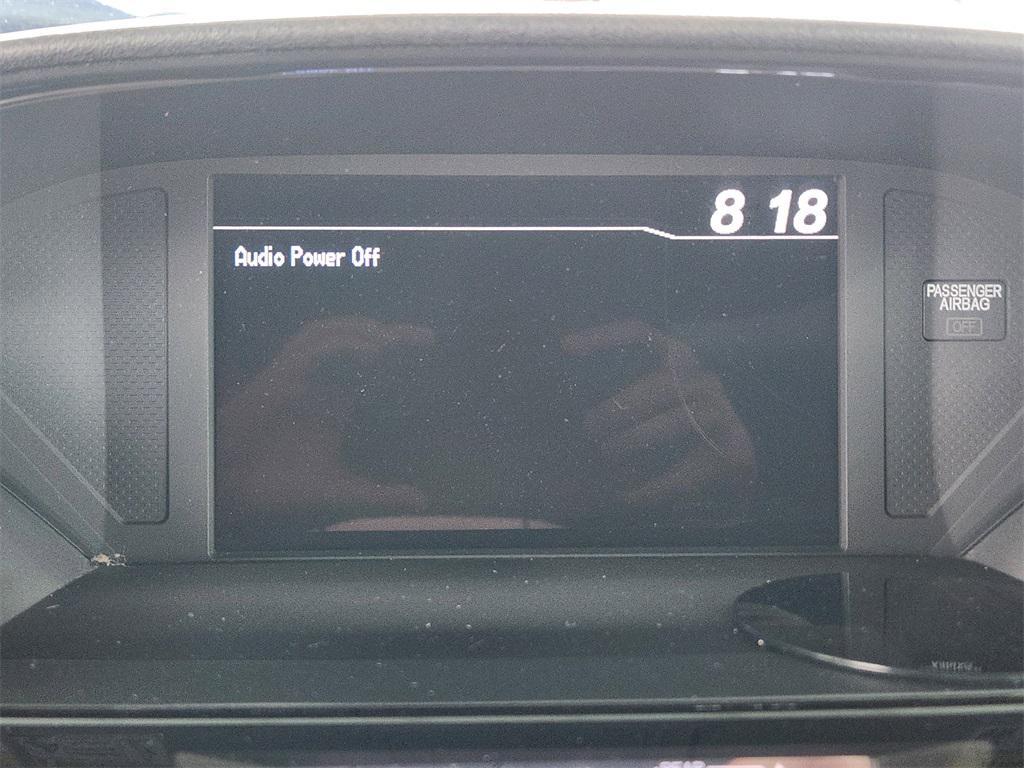 8 18
Audio Power Off
PASSENGER
AIRBAG
OFF